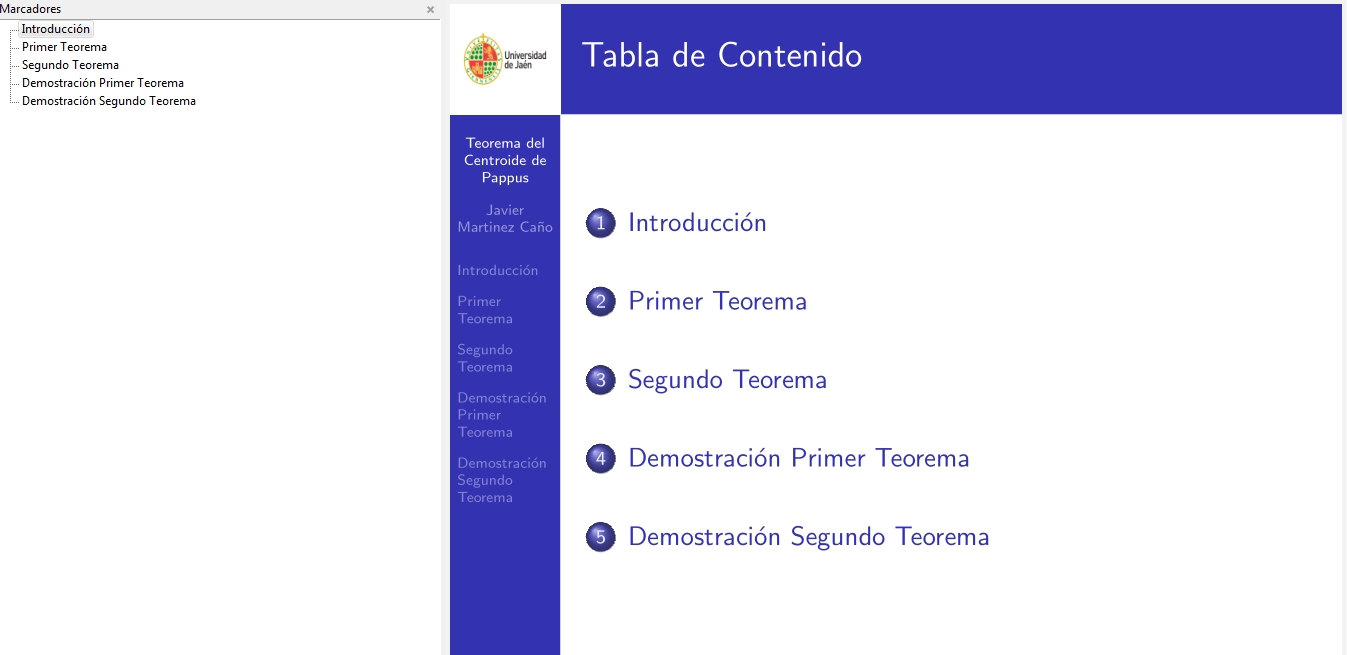 Marcadores
Introducción
Primer Teorema
Segundo Teorema
Demostración Primer Teorema
Demostración Segundo Teorema
Universidad
de Jaén
Tabla de Contenido
Teorema del
Centroide de
Pappus
Javier
Martinez Caño
Introducción
Primer
Teorema
Segundo
Teorema
Demostración
Primer
Teorema
Demostración
Segundo
Teorema
1 Introducción
2 Primer Teorema
3 Segundo Teorema
4 Demostración Primer Teorema
5 Demostración Segundo Teorema